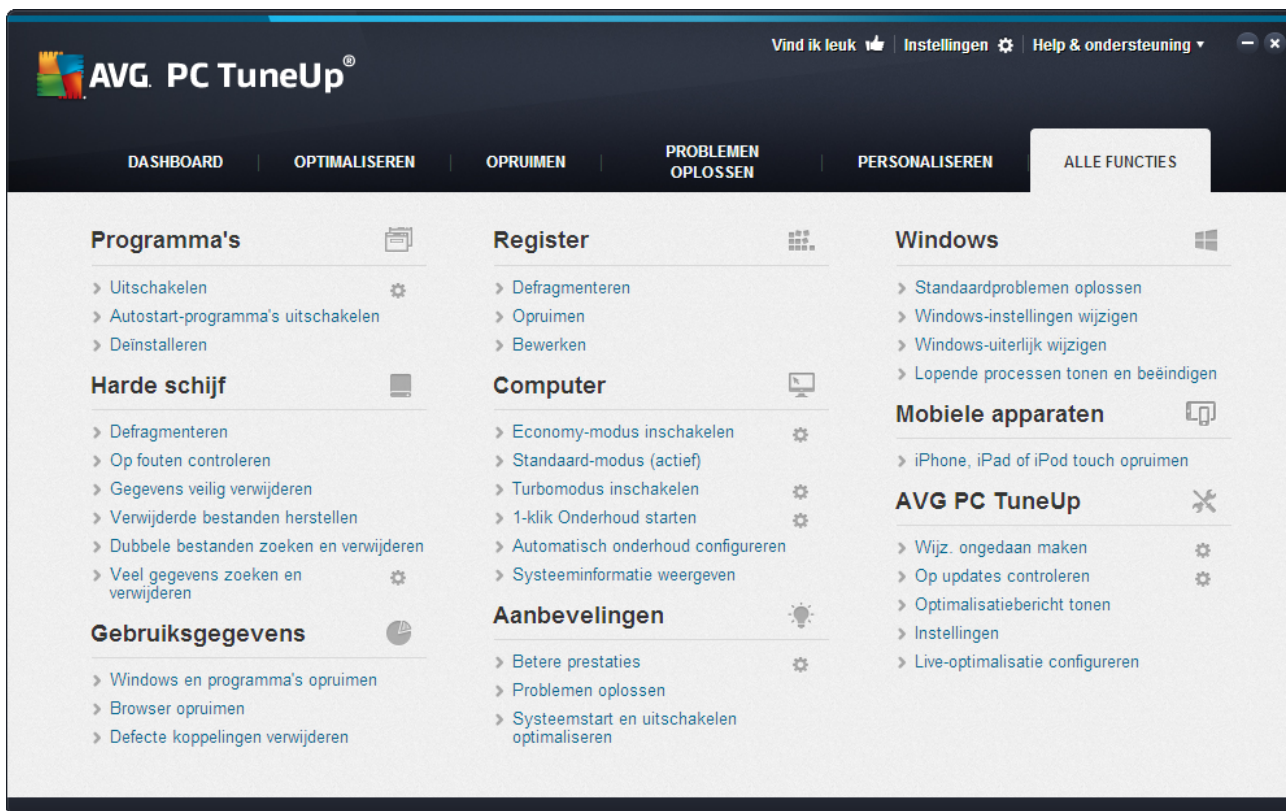 Vind ik leuk
Instellingen
Help & ondersteuning
AVG. PC TuneUp®
DASHBOARD
OPTIMALISEREN
OPRUIMEN
PROBLEMEN
OPLOSSEN
PERSONALISEREN
ALLE FUNCTIES
Programma's
Uitschakelen
Autostart-programma's uitschakelen
Deïnstalleren
Harde schijf
Defragmenteren
Op fouten controleren
Gegevens veilig verwijderen
Verwijderde bestanden herstellen
Dubbele bestanden zoeken en verwijderen
Veel gegevens zoeken en
verwijderen
Gebruiksgegevens
Windows en programma's opruimen
Browser opruimen
Defecte koppelingen verwijderen
Register
Defragmenteren
Opruimen
Bewerken
Computer
Economy-modus inschakelen
Standaard-modus (actief)
Turbomodus inschakelen
1-klik Onderhoud starten
Automatisch onderhoud configureren
Systeeminformatie weergeven
Aanbevelingen
Betere prestaties
Problemen oplossen
Systeemstart en uitschakelen
optimaliseren
Windows
Standaardproblemen oplossen
Windows-instellingen wijzigen
Windows-uiterlijk wijzigen
Lopende processen tonen en beëindigen
Mobiele apparaten
iPhone, iPad of iPod touch opruimen
AVG PC TuneUp
Wijz. ongedaan maken
Op updates controleren
Optimalisatiebericht tonen
Instellingen
Live-optimalisatie configureren